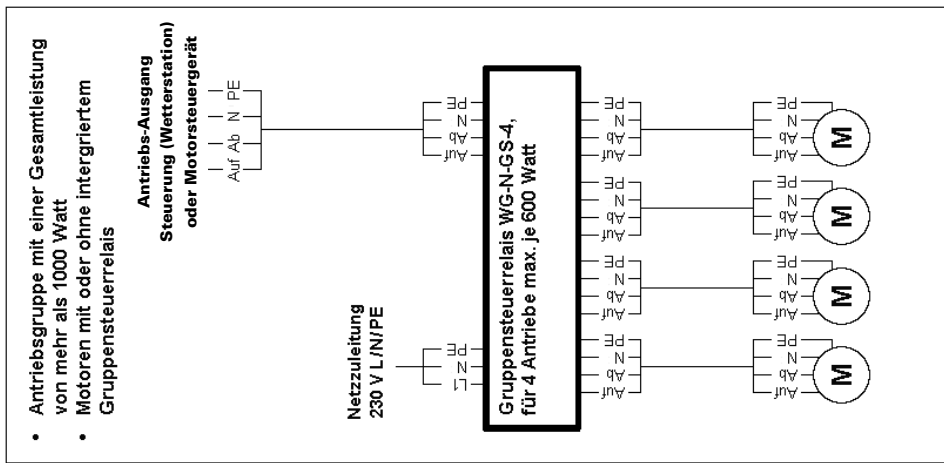 • Antriebsgruppe mit einer Gesamtleistung
von mehr als 1000 Watt
• Motoren mit oder ohne intergriertem
Gruppensteuerrelais
Antriebs-Ausgang
Steuerung (Wetterstation)
oder Motorsteuergerät
Auf Ab N PE
Netzzuleitung
230 V L/N/PE
L1 N PE
Auf Ab N PE
Gruppensteuerrelais WG-N-GS-4,
für 4 Antriebe max. je 600 Watt
Auf Ab N PE
Auf Ab N PE
Auf Ab N PE
Auf Ab N PE
Auf Ab N PE
Auf Ab N PE
Auf Ab N PE
Auf Ab N PE
M
M
M
M